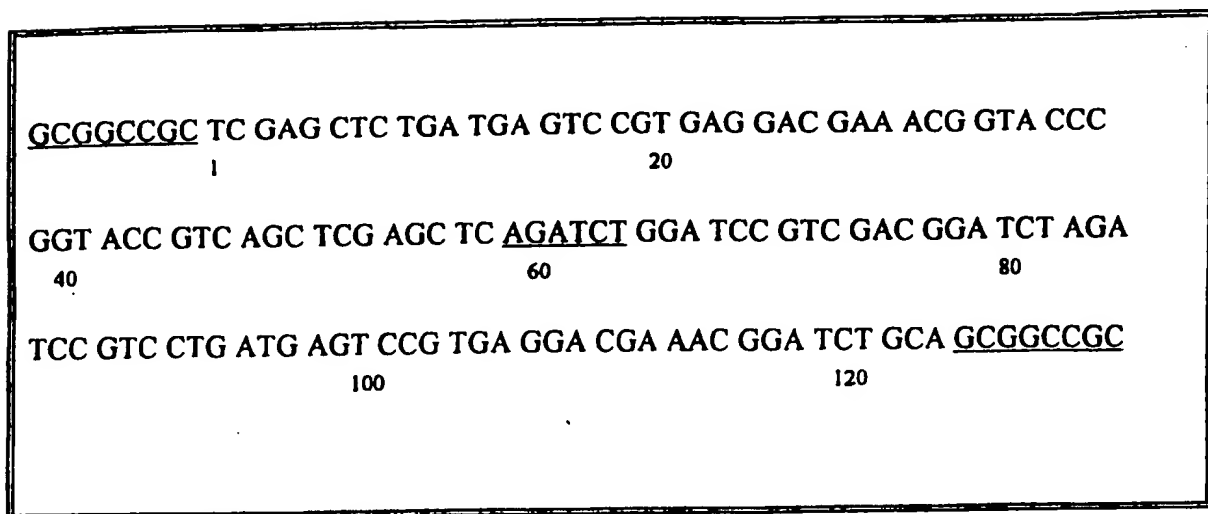 GCGGCCGC TC GAG CTC TGA TGA GTC CGT GAG GAC GAA ACG GTA CCC
1 20
GGT ACC GTC AGC TCG AGC TC AGATCT GGA TCC GTC GAC GGA TCT AGA
40 60 80
TCC GTC CTG ATG AGT CCG TGA GGA CGA AAC GGA TCT GCA GCGGCCGC
100 120